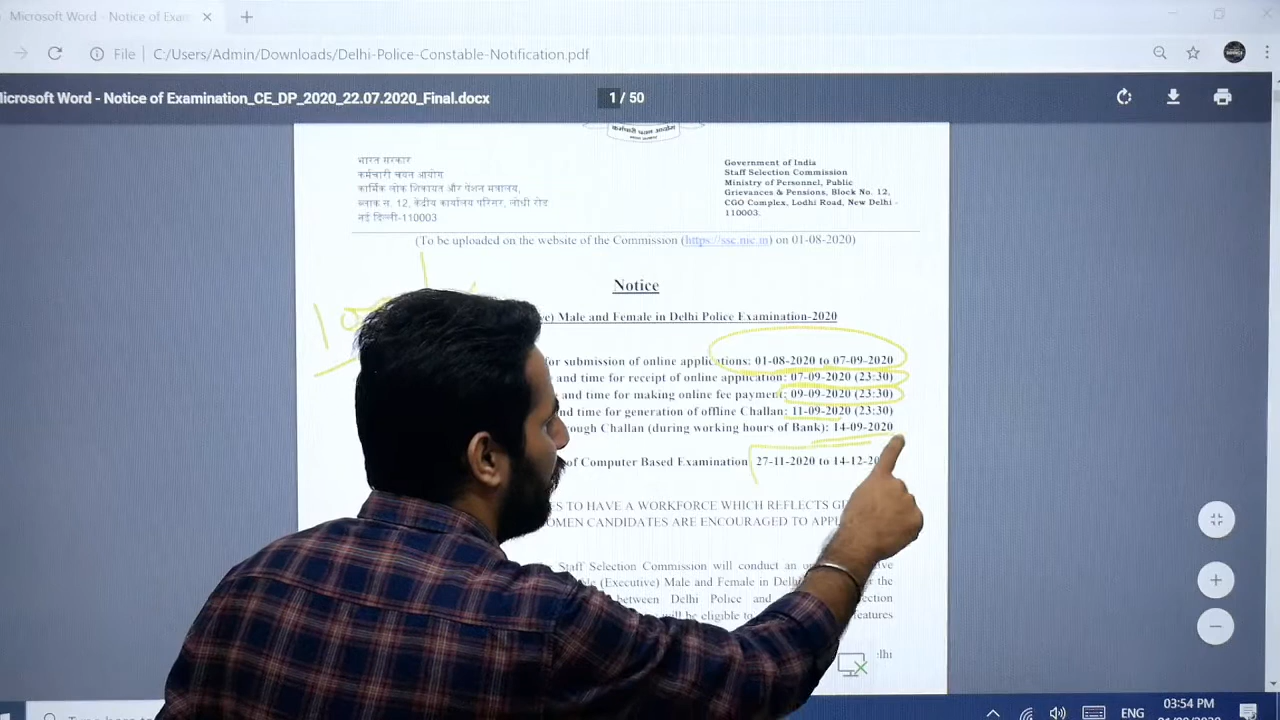 Microsoft Word - Notice of Exam
File | C:/Users/Admin/Downloads/Delhi-Police-Constable-Notification.pdf
Microsoft Word - Notice of Examination_CE_DP_2020_22.07.2020_Final.docx
1 / 50
कर्मचारी चयन आयोग
भारत सरकार
कर्मचारी चयन आयोग
कार्मिक लोक शिकायत और पेंशन मत्रालय,
ब्लाक न. 12, केंद्रीय कार्यालय परिसर, लोधी रोड
नई दिल्ली-110003
Government of India
Staff Selection Commission
Ministry of Personnel, Public
Grievances & Pensions, Block No. 12,
CGO Complex, Lodhi Road, New Delhi -
110003.
(To be uploaded on the website of the Commission (https://ssc.nic.in) on 01-08-2020)
Notice
Male and Female in Delhi Police Examination-2020
for submission of online applications: 01-08-2020 to 07-09-2020
and time for receipt of online application: 07-09-2020 (23:30)
and time for making online fee payment: 09-09-2020 (23:30)
and time for generation of offline Challan: 11-09-2020 (23:30)
Challan (during working hours of Bank): 14-09-2020
of Computer Based Examination 27-11-2020 to 14-12-20
TO HAVE A WORKFORCE WHICH REFLECTS
CANDIDATES ARE ENCOURAGED TO
Staff Selection Commission will conduct an
(Executive) Male and Female in Delhi the
between Delhi Police and
will be eligible to features
03:54 PM
ENG